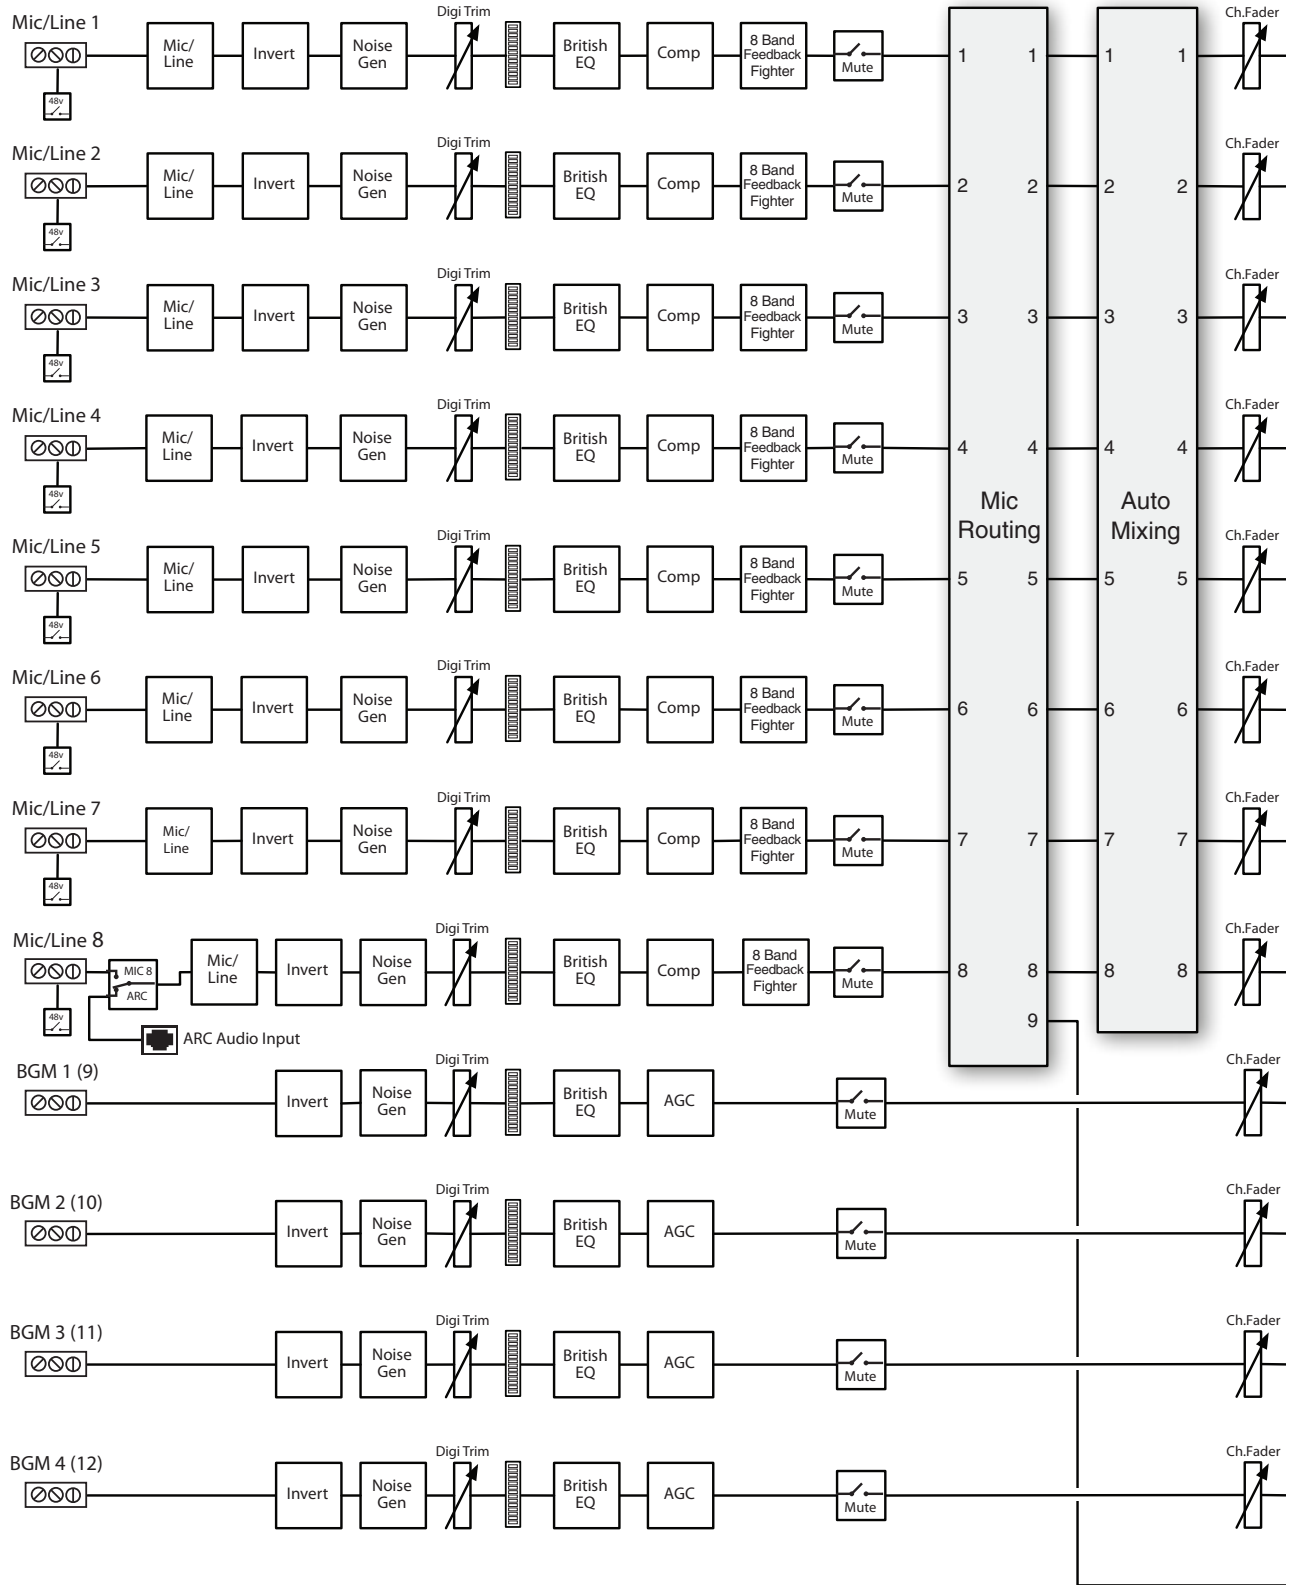 Mic/Line 1
48v
Mic/
Line
Invert
Noise
Gen
Digi Trim
British
EQ
Comp
8 Band
Feedback
Fighter
Mute
1 1
1 1
Ch.Fader
Mic/Line 2
48v
Mic/
Line
Invert
Noise
Gen
Digi Trim
British
EQ
Comp
8 Band
Feedback
Fighter
Mute
2 2
2 2
Ch.Fader
Mic/Line 3
48v
Mic/
Line
Invert
Noise
Gen
Digi Trim
British
EQ
Comp
8 Band
Feedback
Fighter
Mute
3 3
3 3
Ch.Fader
Mic/Line 4
48v
Mic/
Line
Invert
Noise
Gen
Digi Trim
British
EQ
Comp
8 Band
Feedback
Fighter
Mute
4 4
4 4
Ch.Fader
Mic
Routing
Auto
Mixing
Mic/Line 5
48v
Mic/
Line
Invert
Noise
Gen
Digi Trim
British
EQ
Comp
8 Band
Feedback
Fighter
Mute
5 5
5 5
Ch.Fader
Mic/Line 6
48v
Mic/
Line
Invert
Noise
Gen
Digi Trim
British
EQ
Comp
8 Band
Feedback
Fighter
Mute
6 6
6 6
Ch.Fader
Mic/Line 7
48v
Mic/
Line
Invert
Noise
Gen
Digi Trim
British
EQ
Comp
8 Band
Feedback
Fighter
Mute
7 7
7 7
Ch.Fader
Mic/Line 8
48v
MIC 8
ARC
ARC Audio Input
Mic/
Line
Invert
Noise
Gen
Digi Trim
British
EQ
Comp
8 Band
Feedback
Fighter
Mute
8 8
8 8
9
Ch.Fader
BGM 1 (9)
Invert
Noise
Gen
Digi Trim
British
EQ
AGC
Mute
Ch.Fader
BGM 2 (10)
Invert
Noise
Gen
Digi Trim
British
EQ
AGC
Mute
Ch.Fader
BGM 3 (11)
Invert
Noise
Gen
Digi Trim
British
EQ
AGC
Mute
Ch.Fader
BGM 4 (12)
Invert
Noise
Gen
Digi Trim
British
EQ
AGC
Mute
Ch.Fader